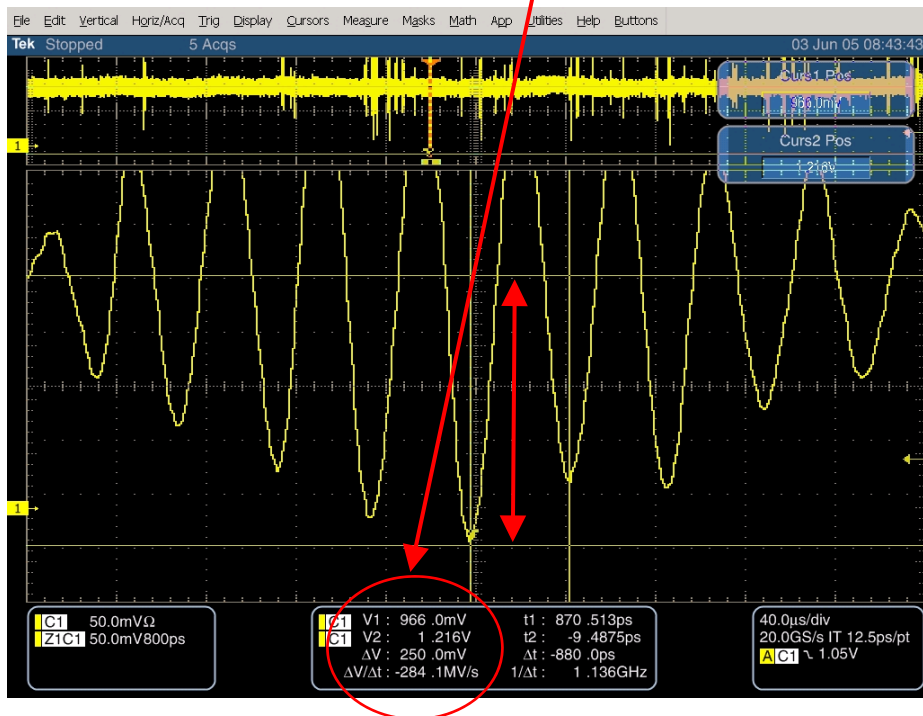 File Edit Vertical Horiz/Acq Trig Display Cursors Measure Masks Math App Utilities Help Buttons
Tek Stopped 5 Acqs 03 Jun 05 08:43:43
Curs1 Pos
966.0mV
Curs2 Pos
1
1
C1 50.0mVΩ
Z1C1 50.0mV800ps
C1 V1 : 966 .0mV t1 : 870 .513ps
C1 V2 : 1 .216V t2 : -9 .4875ps
ΔV : 250 .0mV Δt : -880 .0ps
ΔV/Δt : -284 .1MV/s 1/Δt : 1 .136GHz
40.0µs/div
20.0GS/s IT 12.5ps/pt
A C1 1.05V